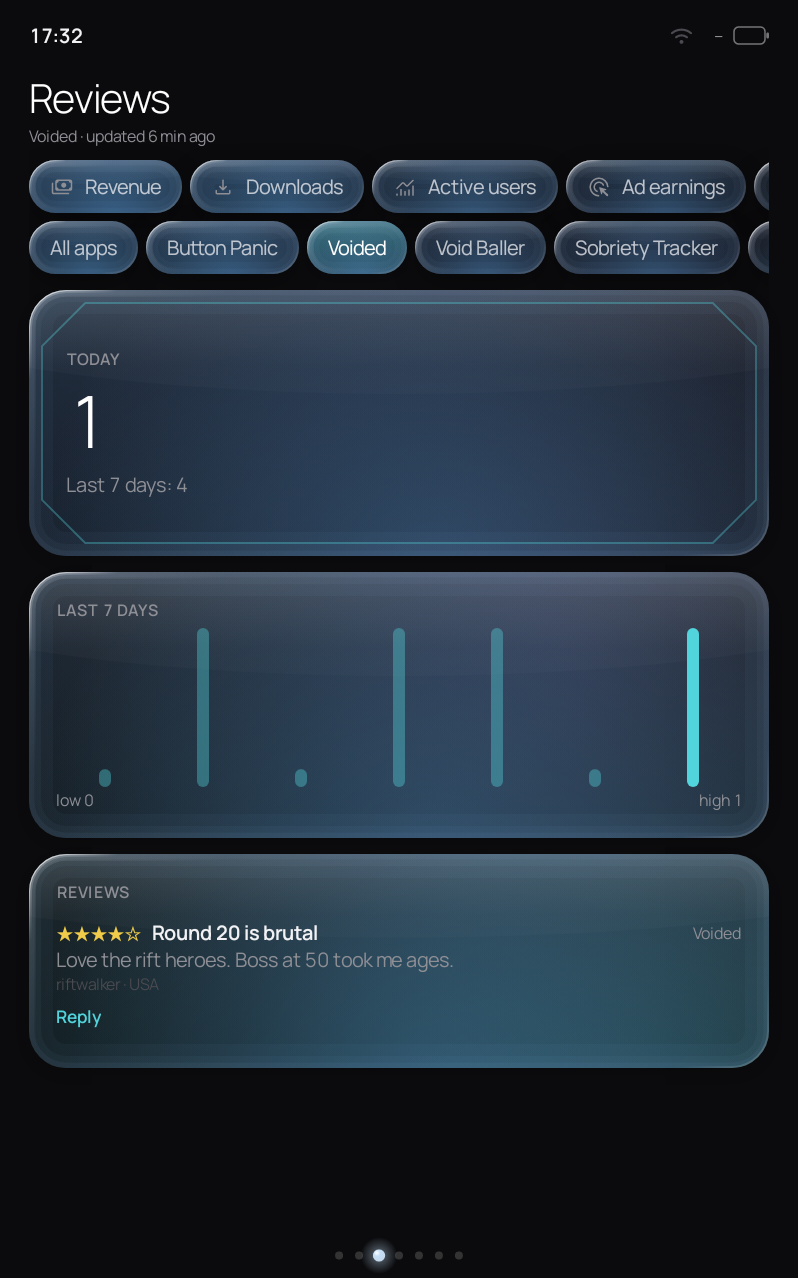 17:32
Reviews
Voided · updated 6 min ago
Revenue Downloads Active users Ad earnings
All apps Button Panic Voided Void Baller Sobriety Tracker
TODAY
1
Last 7 days: 4
LAST 7 DAYS
low 0 high 1
REVIEWS
★★★★☆ Round 20 is brutal Voided
Love the rift heroes. Boss at 50 took me ages.
riftwalker · USA
Reply